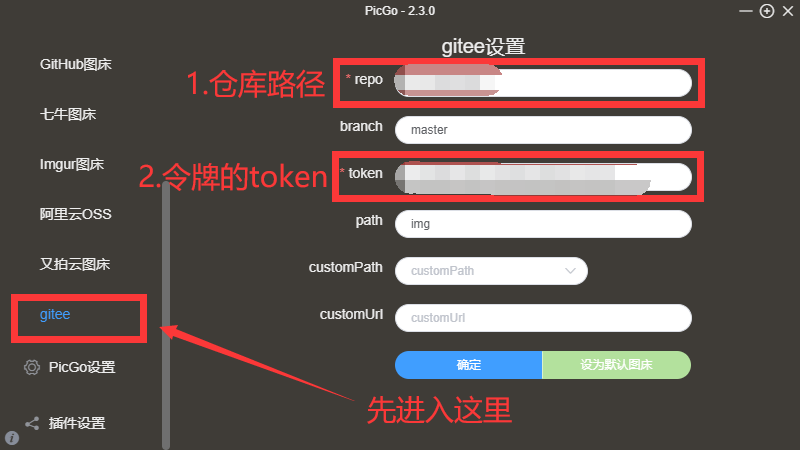 PicGo - 2.3.0
GitHub图床
七牛图床
Imgur图床
阿里云OSS
又拍云图床
gitee
PicGo设置
插件设置
gitee设置
1.仓库路径
* repo
branch
master
2.令牌的token
* token
path
img
customPath
customPath
customUrl
customUrl
确定
设为默认图床
先进入这里